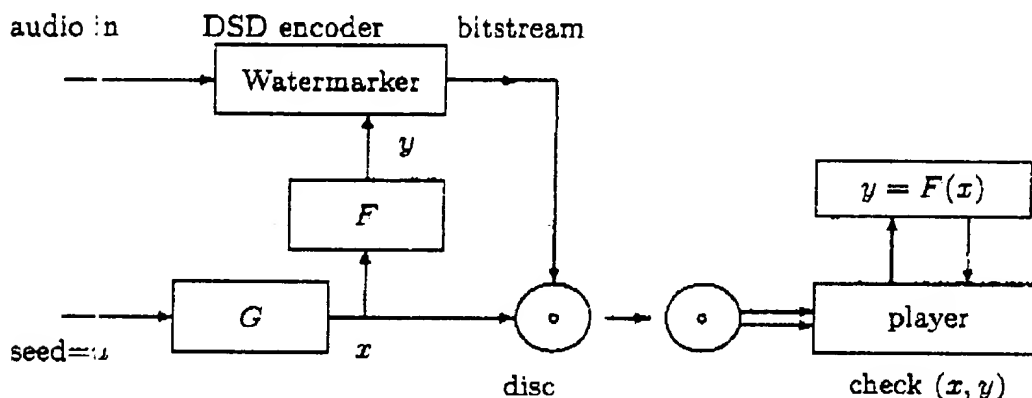 audio in DSD encoder bitstream
Watermarker
y
F
y = F(x)
G
player
seed=u x
disc check (x, y)